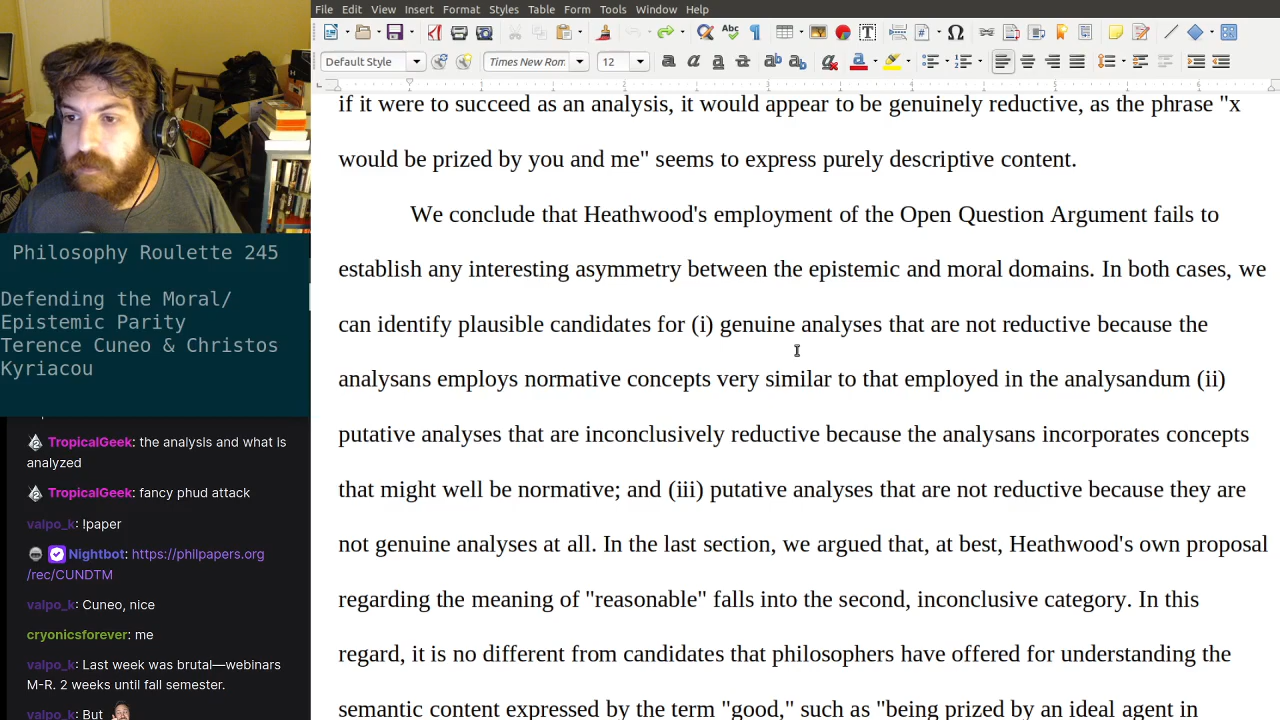 File Edit View Insert Format Styles Table Form Tools Window Help
Default Style Times New Rom 12
if it were to succeed as an analysis, it would appear to be genuinely reductive, as the phrase "x
would be prized by you and me" seems to express purely descriptive content.
We conclude that Heathwood's employment of the Open Question Argument fails to
establish any interesting asymmetry between the epistemic and moral domains. In both cases, we
can identify plausible candidates for (i) genuine analyses that are not reductive because the
analysans employs normative concepts very similar to that employed in the analysandum (ii)
putative analyses that are inconclusively reductive because the analysans incorporates concepts
that might well be normative; and (iii) putative analyses that are not reductive because they are
not genuine analyses at all. In the last section, we argued that, at best, Heathwood's own proposal
regarding the meaning of "reasonable" falls into the second, inconclusive category. In this
regard, it is no different from candidates that philosophers have offered for understanding the
semantic content expressed by the term "good," such as "being prized by an ideal agent in
Philosophy Roulette 245
Defending the Moral/
Epistemic Parity
Terence Cuneo & Christos
Kyriacou
TropicalGeek: the analysis and what is
analyzed
TropicalGeek: fancy phud attack
valpo_k: !paper
Nightbot: https://philpapers.org
/rec/CUNDTM
valpo_k: Cuneo, nice
cryonicsforever: me
valpo_k: Last week was brutal—webinars
M-R. 2 weeks until fall semester.
valpo_k: But